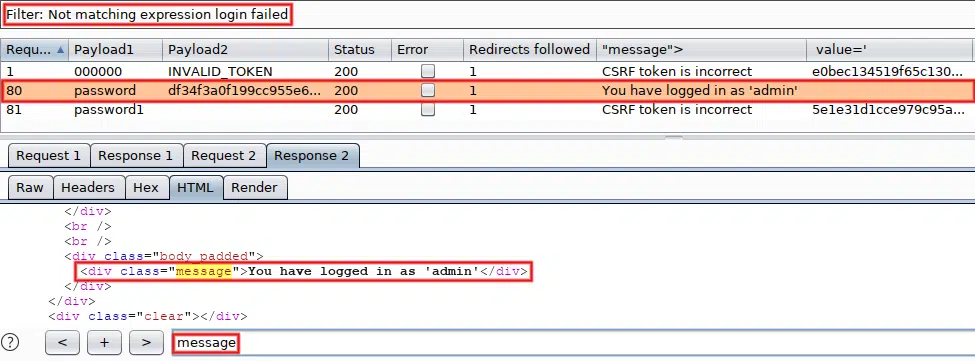 Filter: Not matching expression login failed
Requ... Payload1 Payload2 Status Error Redirects followed "message"> value='
1 000000 INVALID_TOKEN 200 1 CSRF token is incorrect e0bec134519f65c130...
80 password df34f3a0f199cc955e6... 200 1 You have logged in as 'admin'
81 password1 200 1 CSRF token is incorrect 5e1e31d1cce979c95a...
Request 1 Response 1 Request 2 Response 2
Raw Headers Hex HTML Render
</div>
<br />
<br />
<div class="body_padded">
<div class="message">You have logged in as 'admin'</div>
</div>
</div>
<div class="clear"></div>
? < + > message